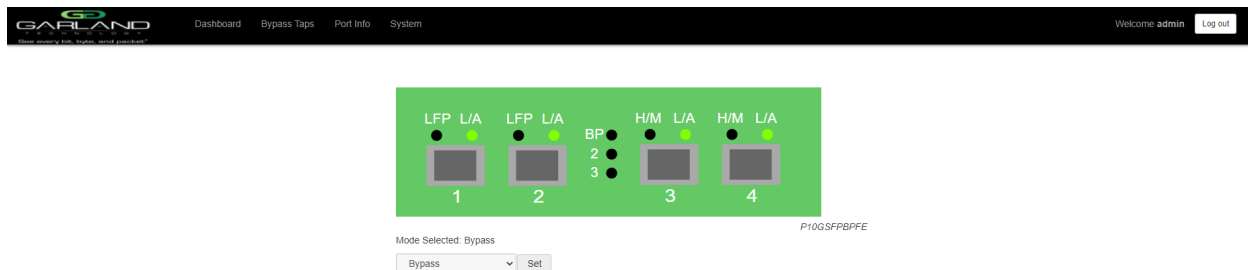 GARLAND
TECHNOLOGY
See every bit, byte, and packet®
Dashboard Bypass Taps Port Info System
Welcome admin Log out
LFP L/A LFP L/A H/M L/A H/M L/A
BP
2
3
1 2 3 4
P10GSFPBPFE
Mode Selected: Bypass
Bypass Set